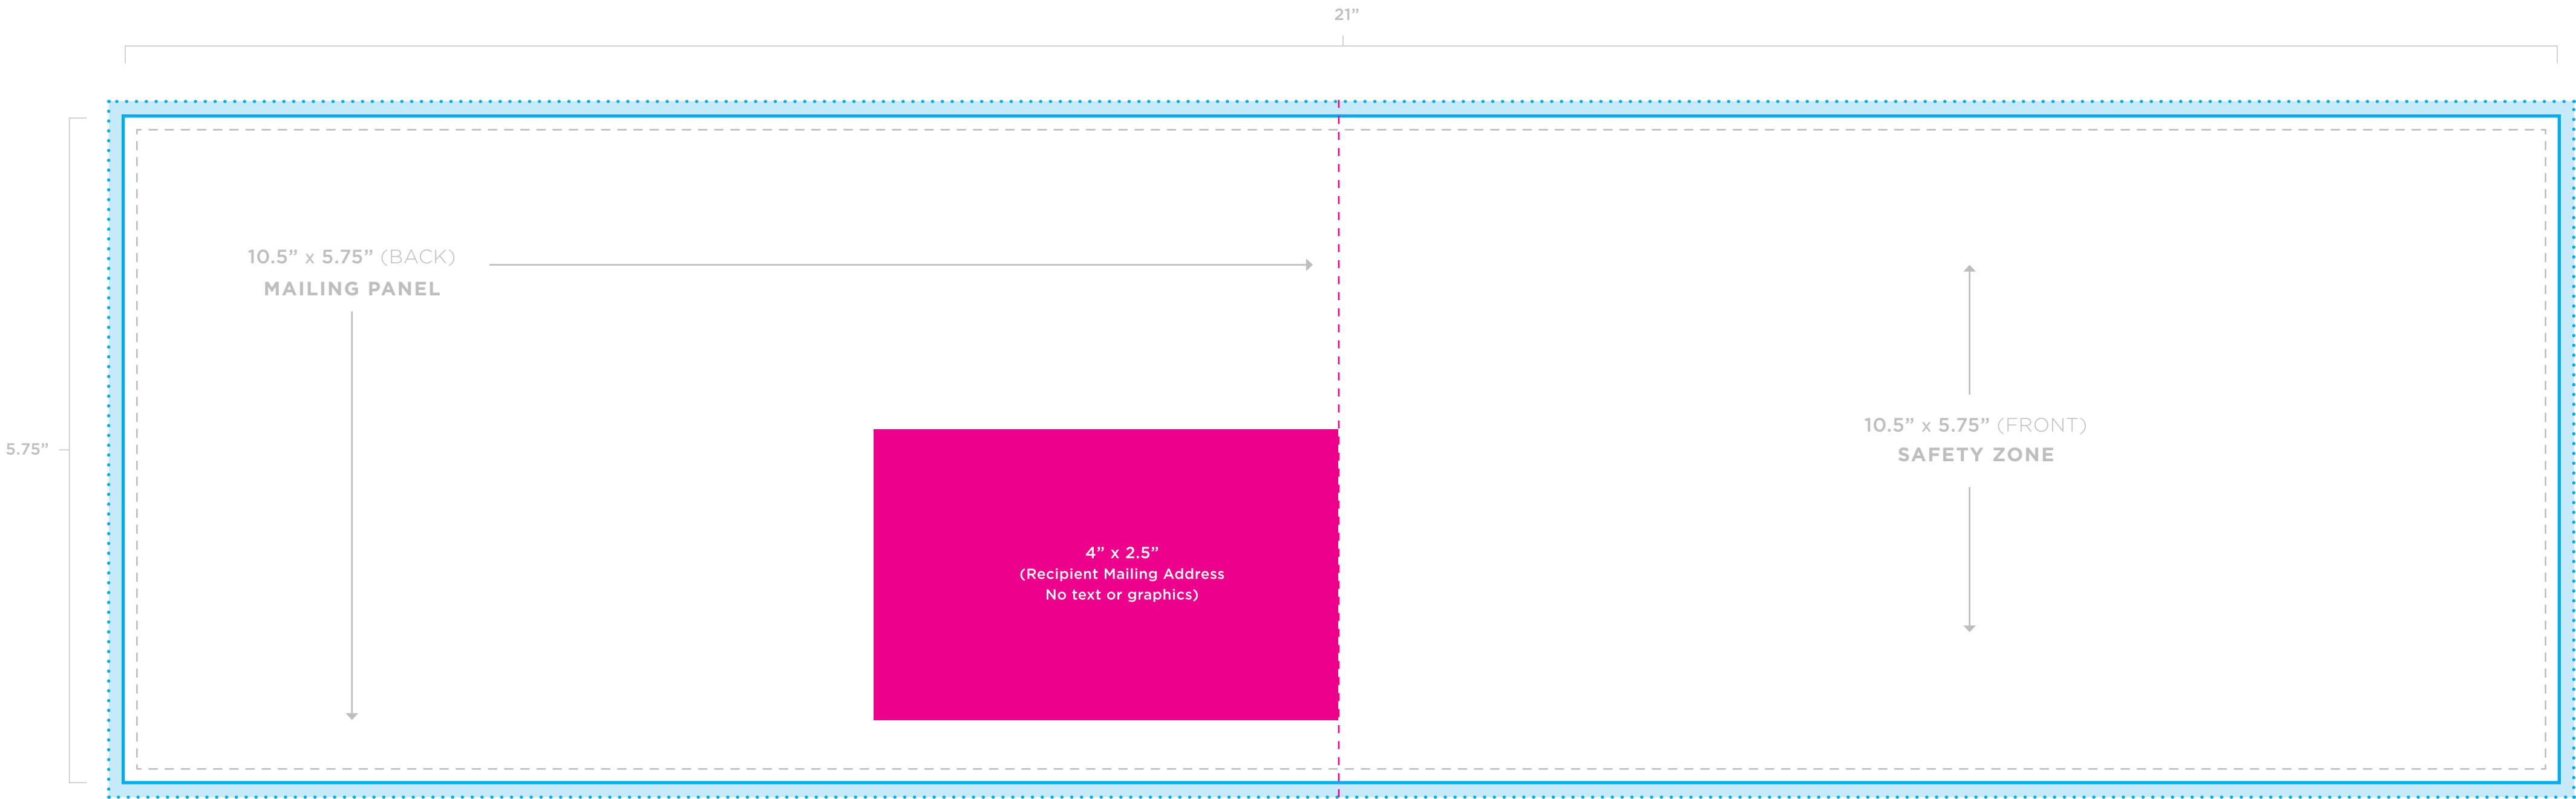 21”
10.5” x 5.75” (BACK)
MAILING PANEL
5.75”
10.5” x 5.75” (FRONT)
SAFETY ZONE
4” x 2.5”
(Recipient Mailing Address
No text or graphics)